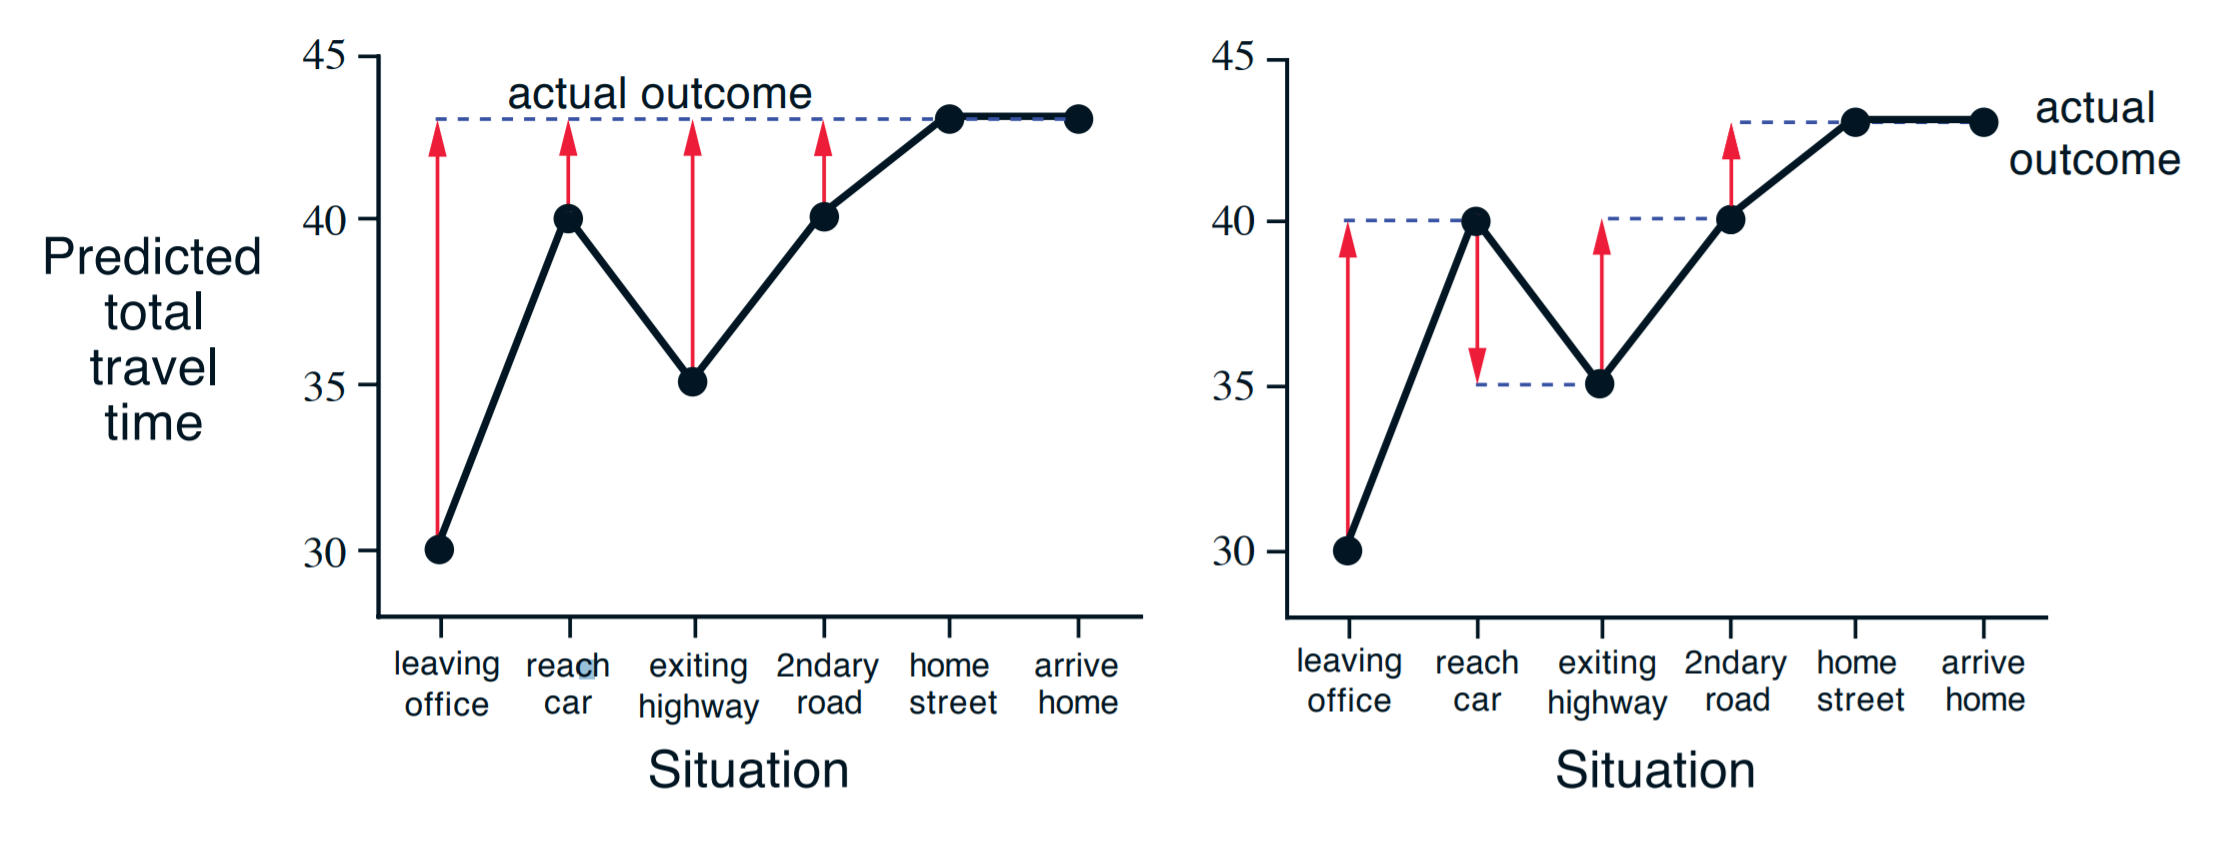 Predicted
total
travel
time
45
40
35
30
actual outcome
leaving office
reach car
exiting highway
2ndary road
home street
arrive home
Situation
45
40
35
30
actual
outcome
leaving office
reach car
exiting highway
2ndary road
home street
arrive home
Situation